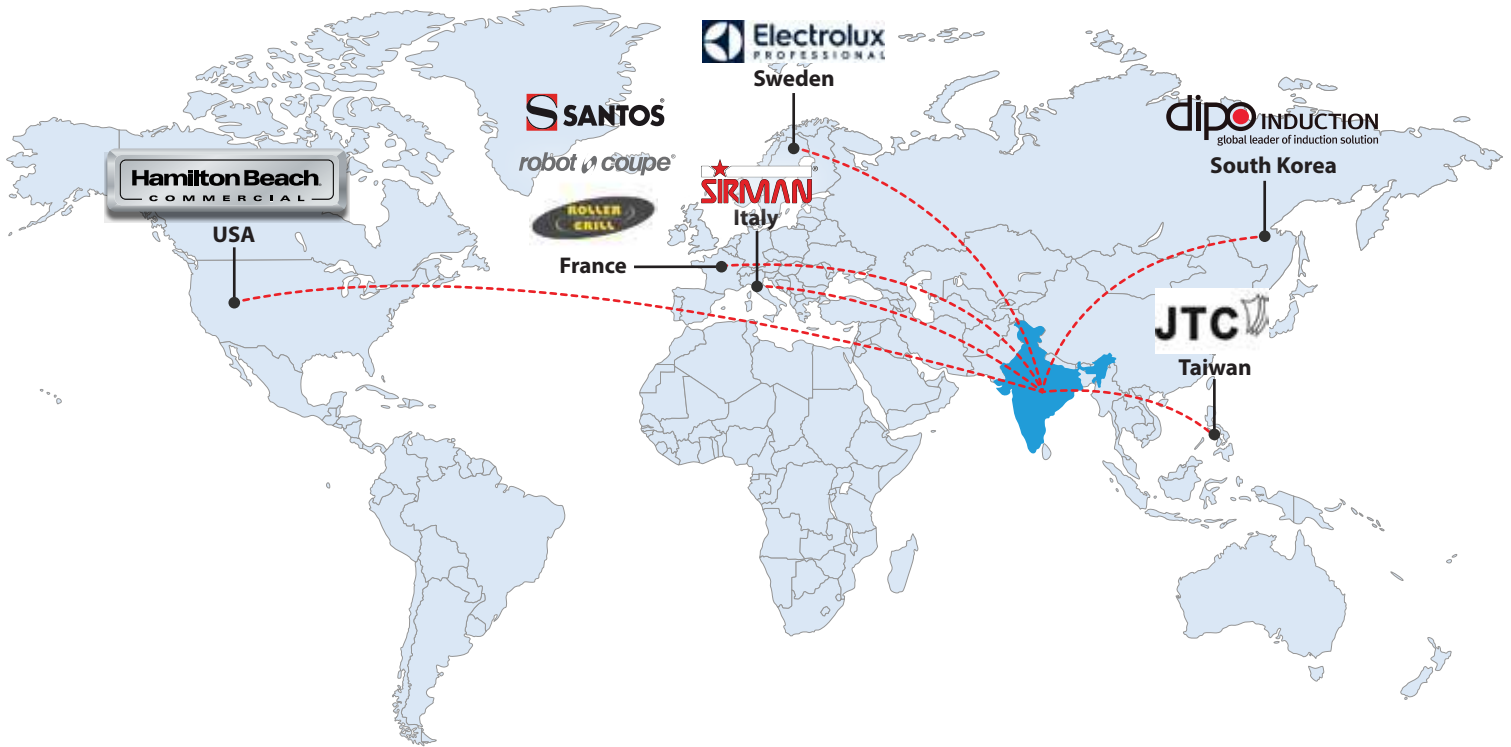 Electrolux
PROFESSIONAL
Sweden
SANTOS
robot coupe®
ROLLER
GRILL
France
SIRMAN®
Italy
Hamilton Beach®
COMMERCIAL
USA
dipo INDUCTION
global leader of induction solution
South Korea
JTC
Taiwan